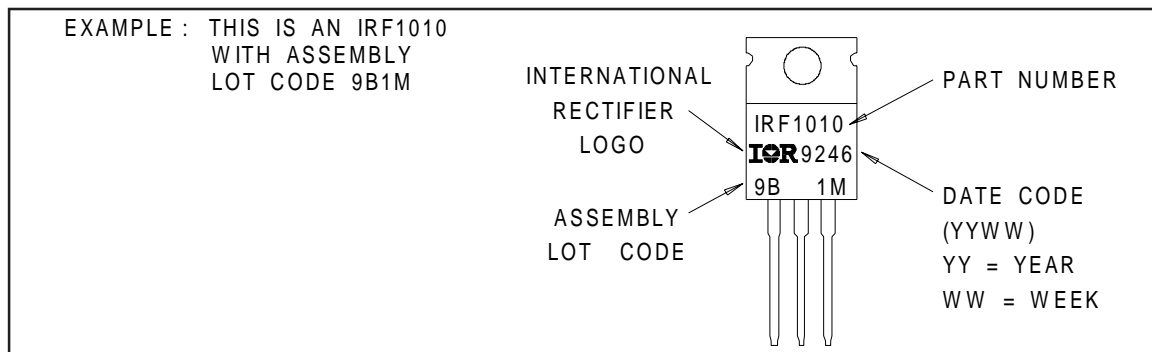 EXAMPLE : THIS IS AN IRF1010
WITH ASSEMBLY
LOT CODE 9B1M
INTERNATIONAL
RECTIFIER
LOGO
PART NUMBER
IRF1010
IOR 9246
9B 1M
ASSEMBLY
LOT CODE
DATE CODE
(YYWW)
YY = YEAR
WW = WEEK